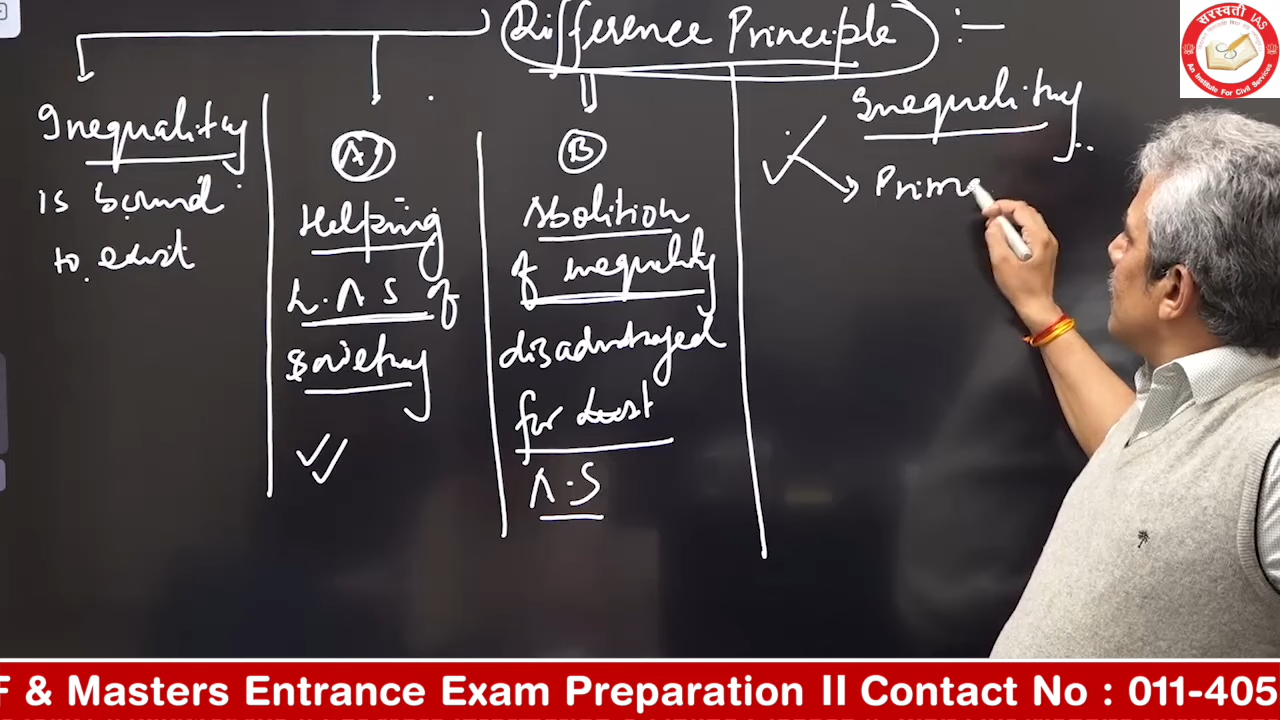 Difference Principle :—
Inequality
is bound
to exist
A
Helping
L.A S of
Society
B
Abolition
of inequality
disadvantaged
for least
A.S
Inequality
Prima
सरस्वती IAS
An Institute For Civil Services
F & Masters Entrance Exam Preparation II Contact No : 011-405